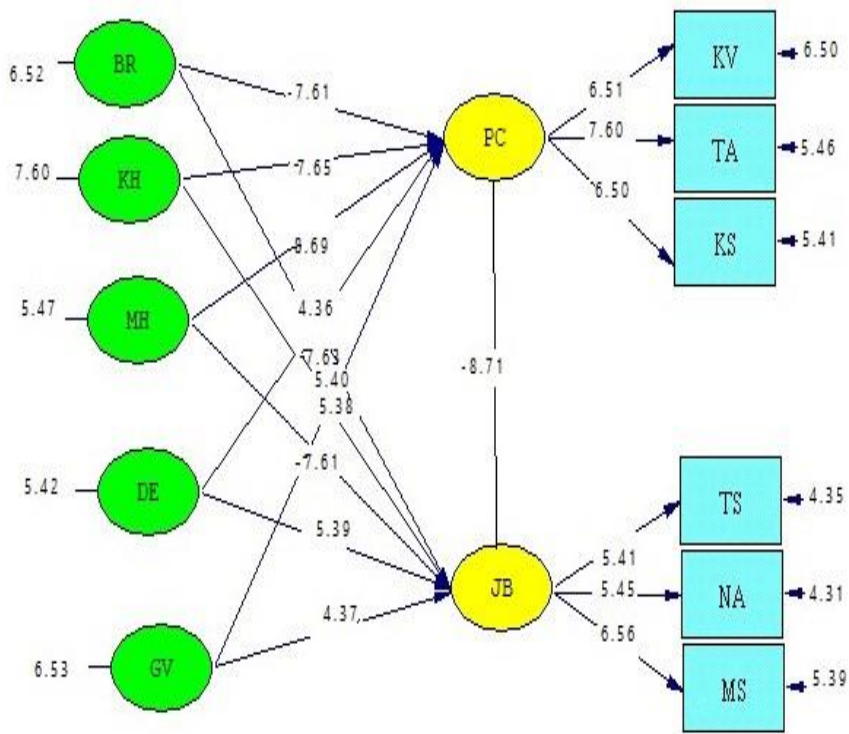 BR
6.52
KH
7.60
MH
5.47
DE
5.42
GV
6.53
-7.61
-7.65
8.69
4.36
5.40
5.38
-7.61
5.39
4.37
PC
-8.71
JB
6.51
7.60
6.50
KV
6.50
TA
5.46
KS
5.41
5.41
5.45
6.56
TS
4.35
NA
4.31
MS
5.39